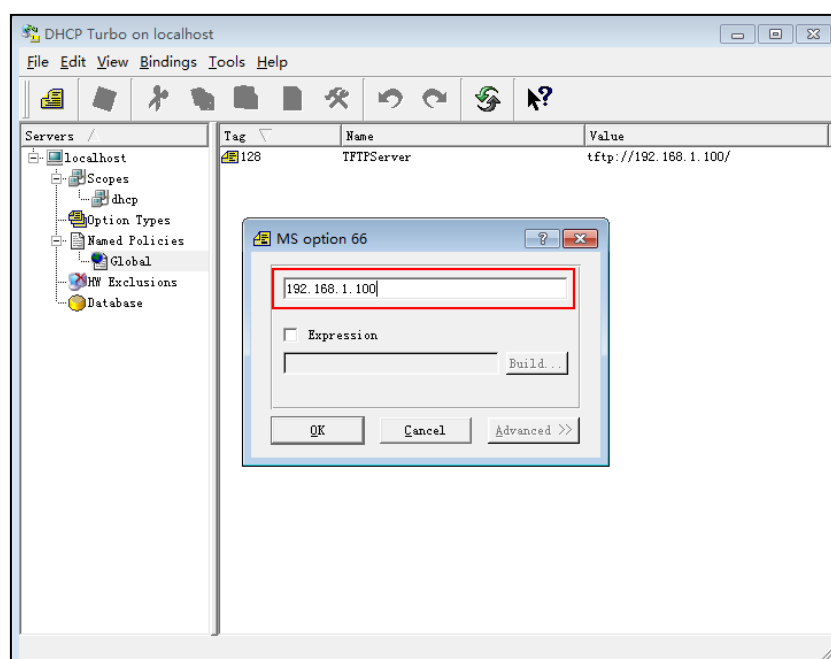 DHCP Turbo on localhost
File Edit View Bindings Tools Help
Servers
Tag Name Value
localhost
128 TFTPServer tftp://192.168.1.100/
Scopes
dhcp
Option Types
Named Policies
Global
HW Exclusions
Database
MS option 66
192.168.1.100
Expression
Build...
OK Cancel Advanced >>